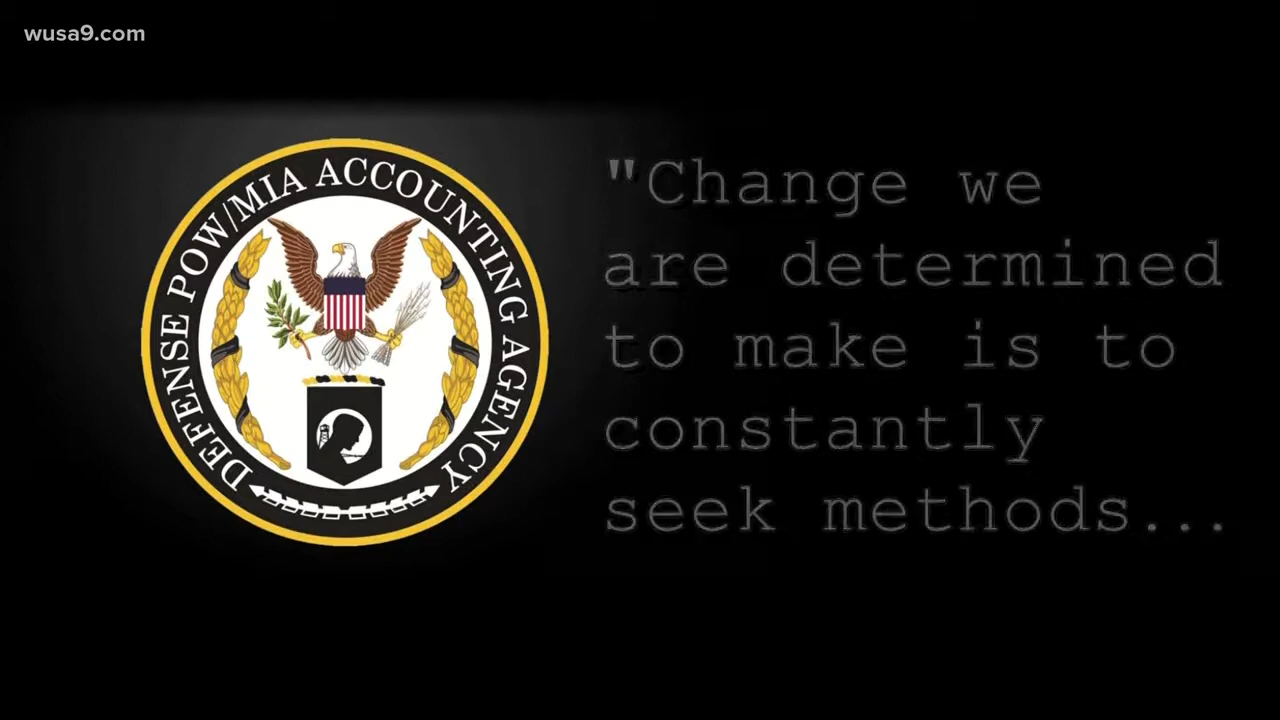 wusa9.com
DEFENSE POW/MIA ACCOUNTING AGENCY
"Change we
are determined
to make is to
constantly
seek methods...